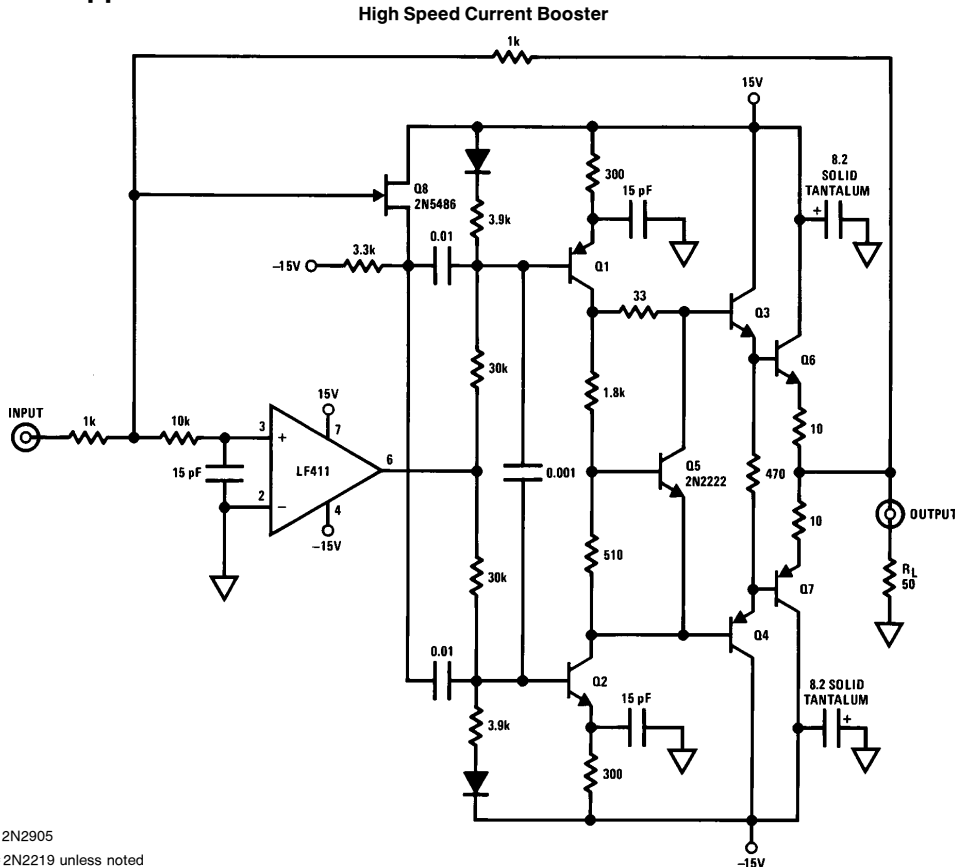 High Speed Current Booster
1k
15V
8.2
SOLID
TANTALUM
+
300
15 pF
Q8
2N5486
3.9k
0.01
3.3k
−15V
Q1
33
Q3
30k
1.8k
Q6
INPUT
1k
10k
15V
7
3
+
6
10
LF411
15 pF
0.001
Q5
2N2222
470
2
−
4
−15V
OUTPUT
10
30k
510
RL
50
Q7
Q4
0.01
Q2
15 pF
8.2 SOLID
TANTALUM
+
3.9k
300
2N2905
2N2219 unless noted
−15V